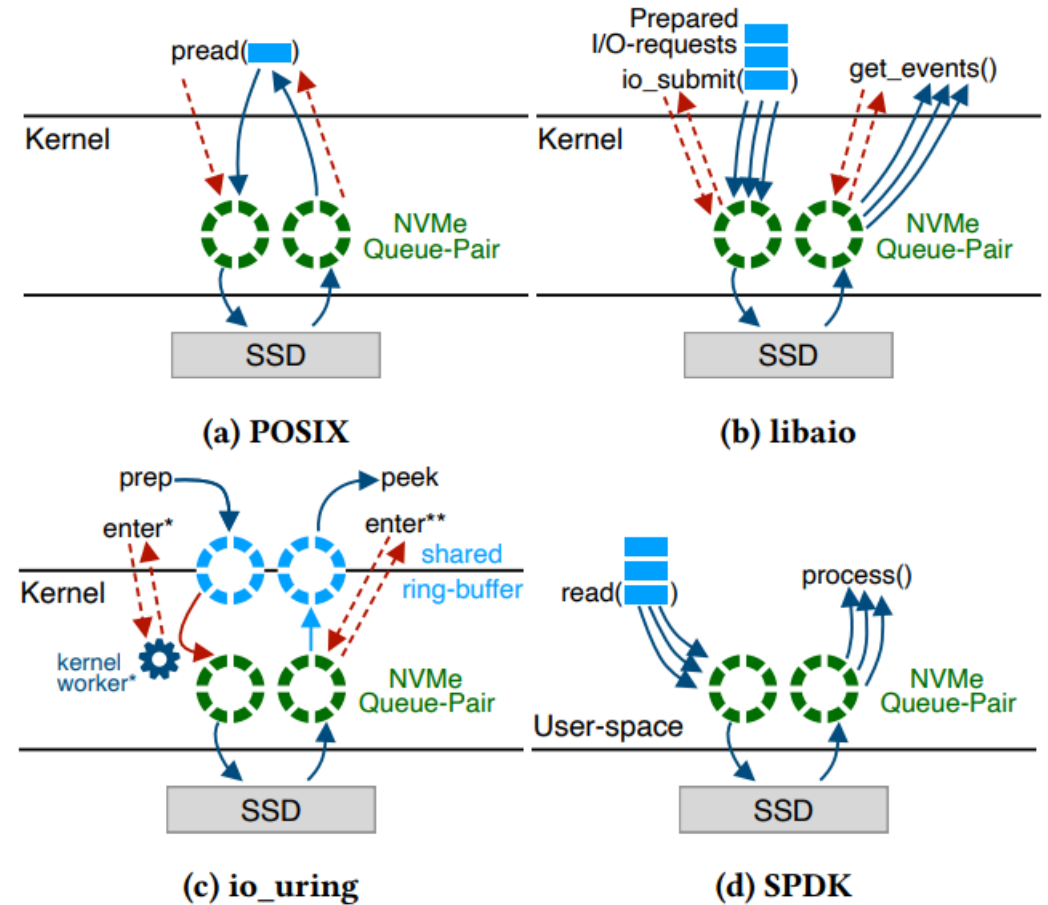 pread( )
Kernel
NVMe
Queue-Pair
SSD
(a) POSIX
Prepared
I/O-requests
io_submit( )
get_events()
Kernel
NVMe
Queue-Pair
SSD
(b) libaio
prep
peek
enter*
enter**
shared
ring-buffer
Kernel
kernel
worker*
NVMe
Queue-Pair
SSD
(c) io_uring
read( )
process()
NVMe
Queue-Pair
User-space
SSD
(d) SPDK